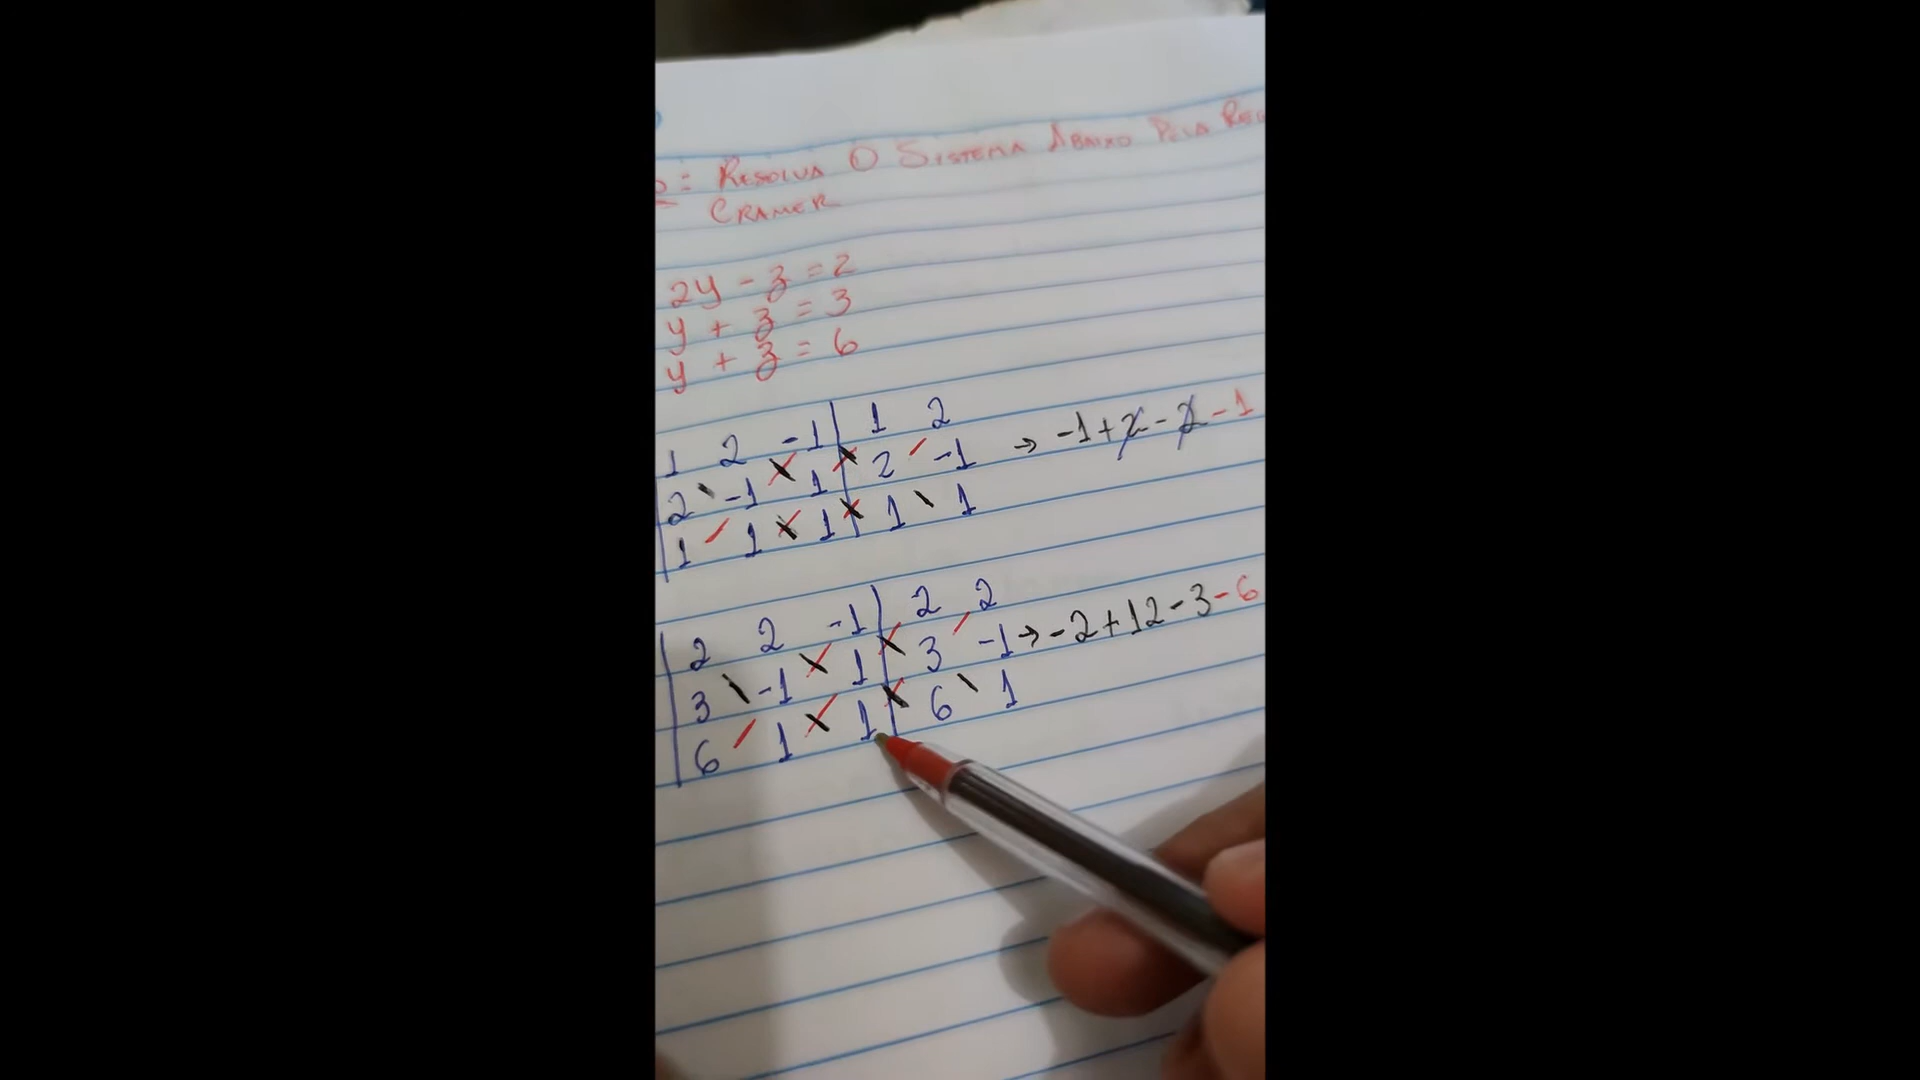 = RESOLVA O SISTEMA ABAIXO PELA REG
CRAMER
2y - z = 2
y + z = 3
y + z = 6
1 2 -1 | 1 2 → -1 + 2 - 2 - 1
2 -1 1 | 2 -1
1 1 1 | 1 1
2 2 -1 | 2 2
3 -1 1 | 3 -1 → -2 + 12 - 3 - 6
6 1 1 | 6 1